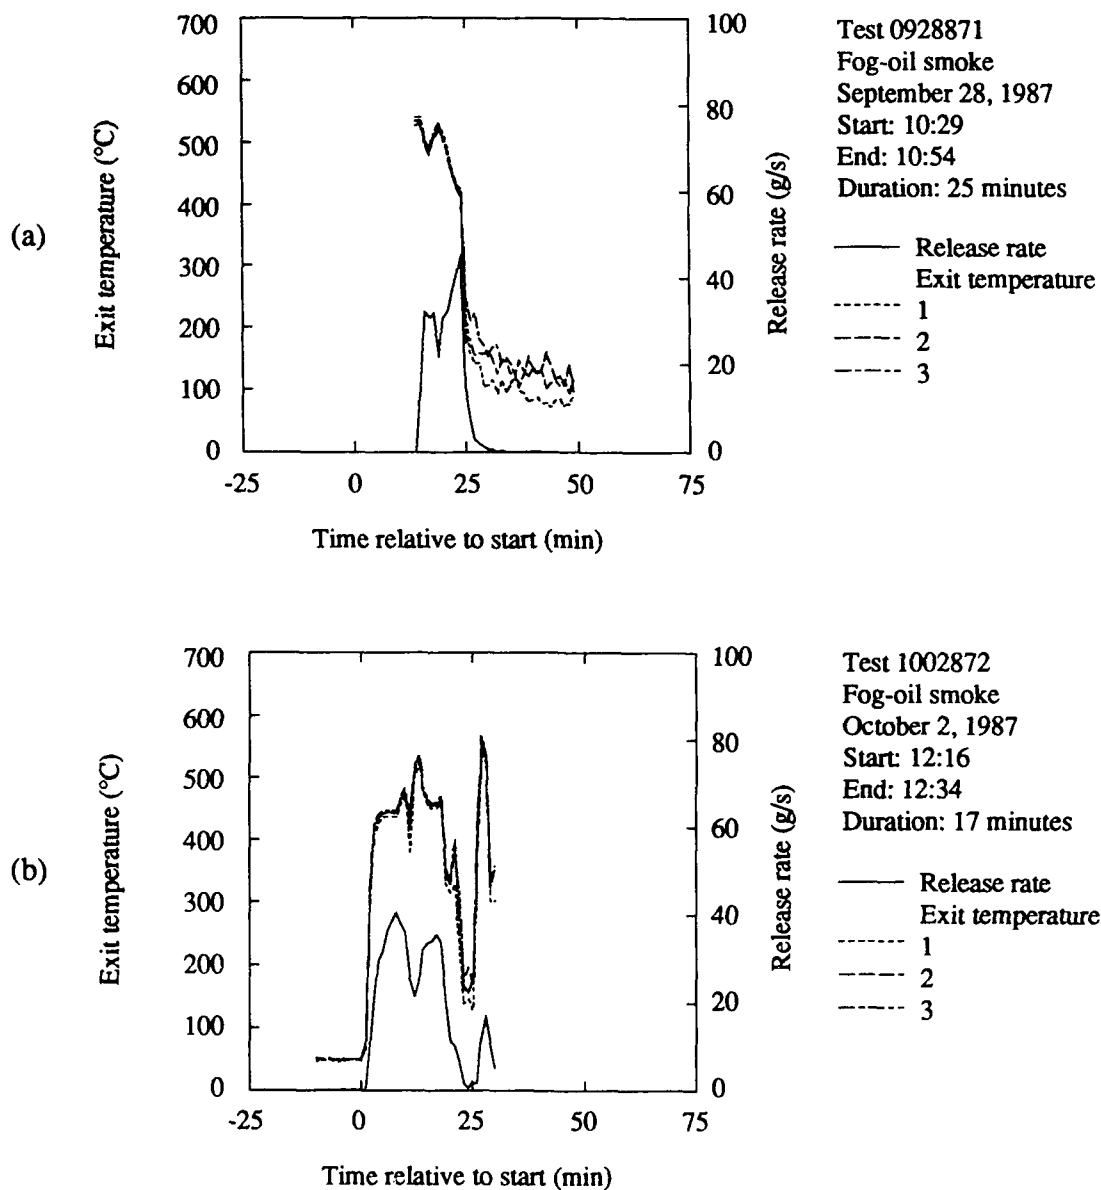 (a)
Exit temperature (°C)
700
600
500
400
300
200
100
0
100
80
60
40
20
0
Release rate (g/s)
-25 0 25 50 75
Time relative to start (min)
Test 0928871
Fog-oil smoke
September 28, 1987
Start: 10:29
End: 10:54
Duration: 25 minutes
Release rate
Exit temperature
1
2
3
(b)
Exit temperature (°C)
700
600
500
400
300
200
100
0
100
80
60
40
20
0
Release rate (g/s)
-25 0 25 50 75
Time relative to start (min)
Test 1002872
Fog-oil smoke
October 2, 1987
Start: 12:16
End: 12:34
Duration: 17 minutes
Release rate
Exit temperature
1
2
3